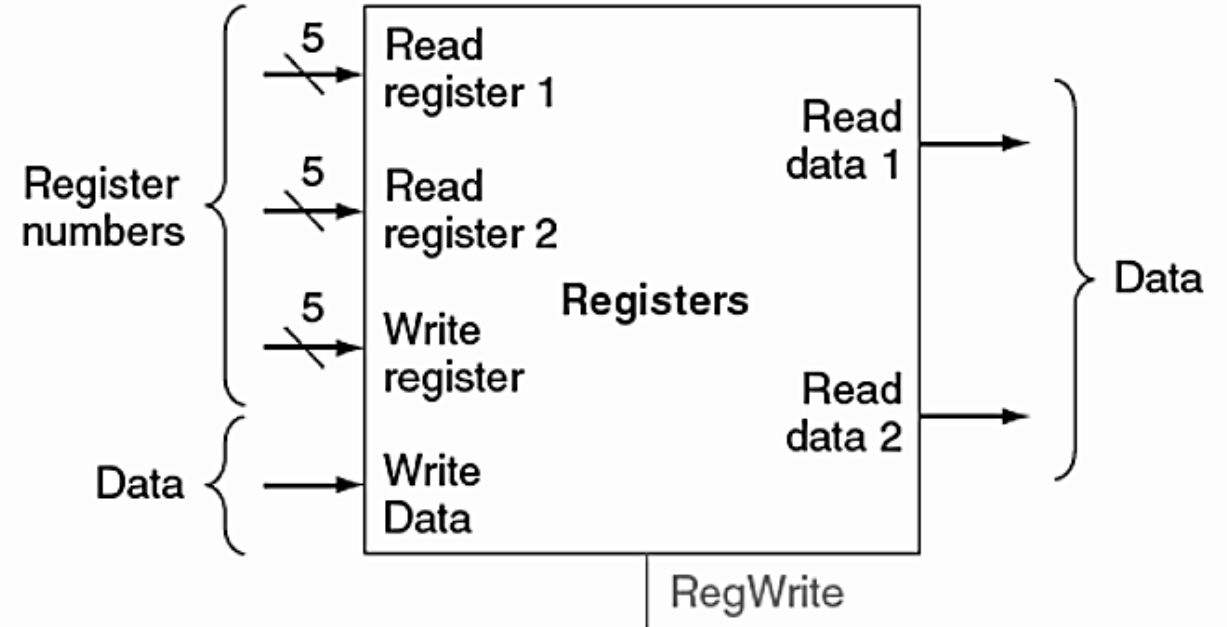 5
Read
register 1
5
Read
register 2
5
Write
register
Write
Data
Register
numbers
Data
Registers
Read
data 1
Read
data 2
Data
RegWrite